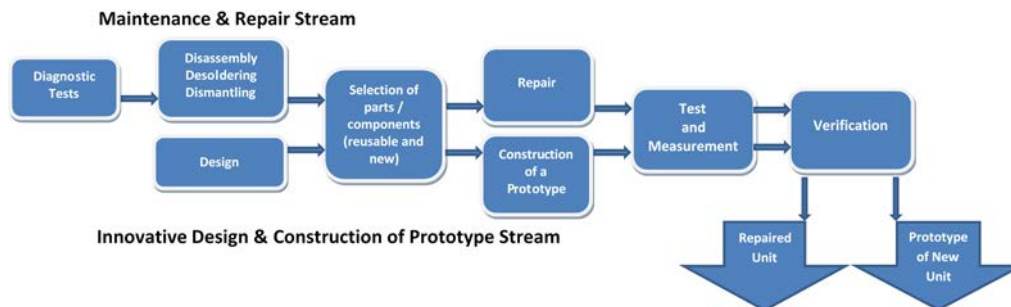 Maintenance & Repair Stream
Diagnostic
Tests
Disassembly
Desoldering
Dismantling
Design
Selection of
parts /
components
(reusable and
new)
Repair
Construction
of a
Prototype
Test
and
Measurement
Verification
Innovative Design & Construction of Prototype Stream
Repaired
Unit
Prototype
of New
Unit